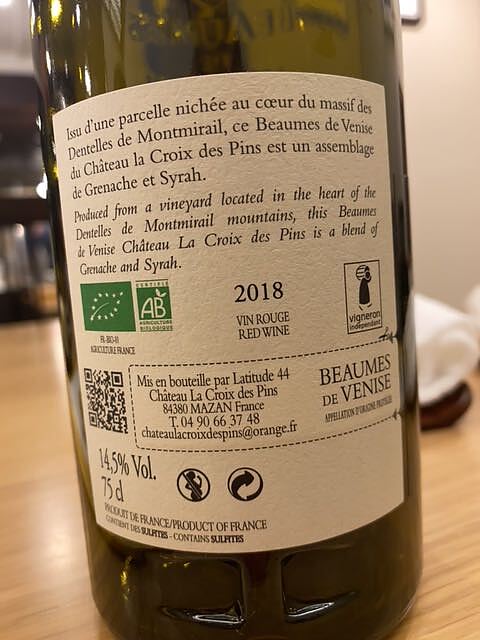 Issu d'une parcelle nichée au cœur du massif des
Dentelles de Montmirail, ce Beaumes de Venise
du Château la Croix des Pins est un assemblage
de Grenache et Syrah.
Produced from a vineyard located in the heart of the
Dentelles de Montmirail mountains, this Beaumes
de Venise Château La Croix des Pins is a blend of
Grenache and Syrah.
CERTIFIÉ
AB
AGRICULTURE
BIOLOGIQUE
FR-BIO-01
AGRICULTURE FRANCE
2018
VIN ROUGE
RED WINE
vigneron
indépendant
Mis en bouteille par Latitude 44
Château La Croix des Pins
84380 MAZAN France
T. 04 90 66 37 48
chateaulacroixdespins@orange.fr
BEAUMES
DE VENISE
APPELLATION D'ORIGINE PROTÉGÉE
14,5% Vol.
75 cl
PRODUIT DE FRANCE/PRODUCT OF FRANCE
CONTIENT DES SULFITES - CONTAINS SULFITES